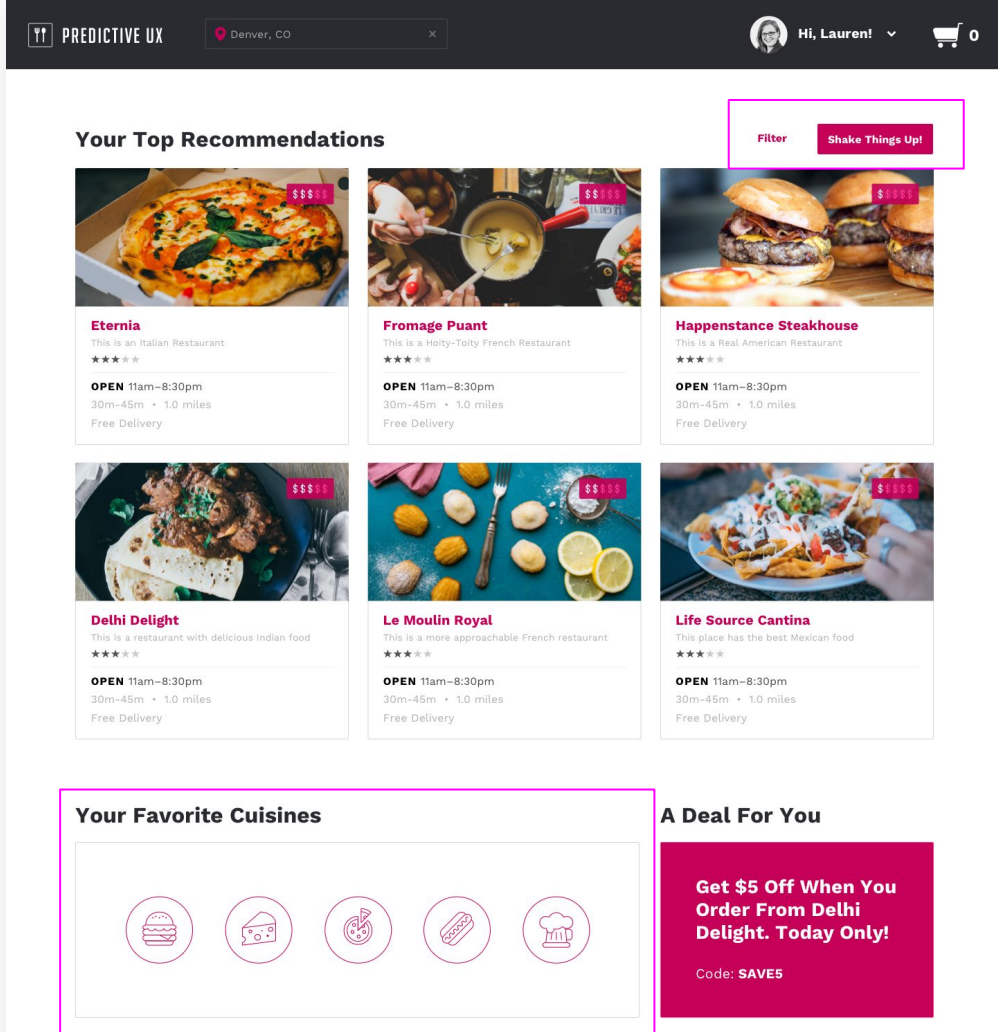 PREDICTIVE UX
Denver, CO
×
Hi, Lauren!
0
Your Top Recommendations
Filter
Shake Things Up!
$$$$$
$$$$$
$$$$$
Eternia
This is an Italian Restaurant
★★★★★
OPEN 11am–8:30pm
30m-45m • 1.0 miles
Free Delivery
Fromage Puant
This is a Hoity-Toity French Restaurant
★★★★★
OPEN 11am–8:30pm
30m-45m • 1.0 miles
Free Delivery
Happenstance Steakhouse
This is a Real American Restaurant
★★★★★
OPEN 11am–8:30pm
30m-45m • 1.0 miles
Free Delivery
$$$$$
$$$$$
$$$$$
Delhi Delight
This is a restaurant with delicious Indian food
★★★★★
OPEN 11am–8:30pm
30m-45m • 1.0 miles
Free Delivery
Le Moulin Royal
This is a more approachable French restaurant
★★★★★
OPEN 11am–8:30pm
30m-45m • 1.0 miles
Free Delivery
Life Source Cantina
This place has the best Mexican food
★★★★★
OPEN 11am–8:30pm
30m-45m • 1.0 miles
Free Delivery
Your Favorite Cuisines
A Deal For You
Get $5 Off When You
Order From Delhi
Delight. Today Only!
Code: SAVE5